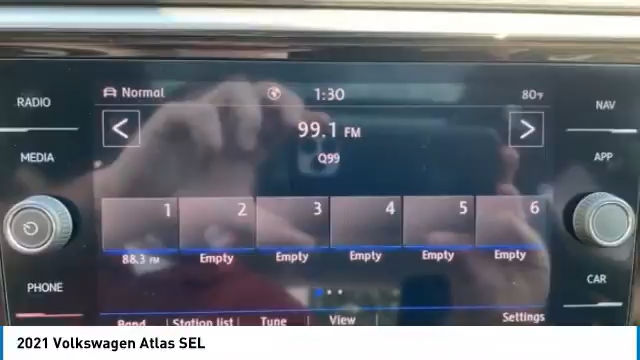 Normal 1:30 80°F
RADIO
NAV
99.1 FM
Q99
MEDIA
APP
1 2 3 4 5 6
88.3 FM Empty Empty Empty Empty Empty
PHONE
CAR
Band Station list Tune View Settings
2021 Volkswagen Atlas SEL